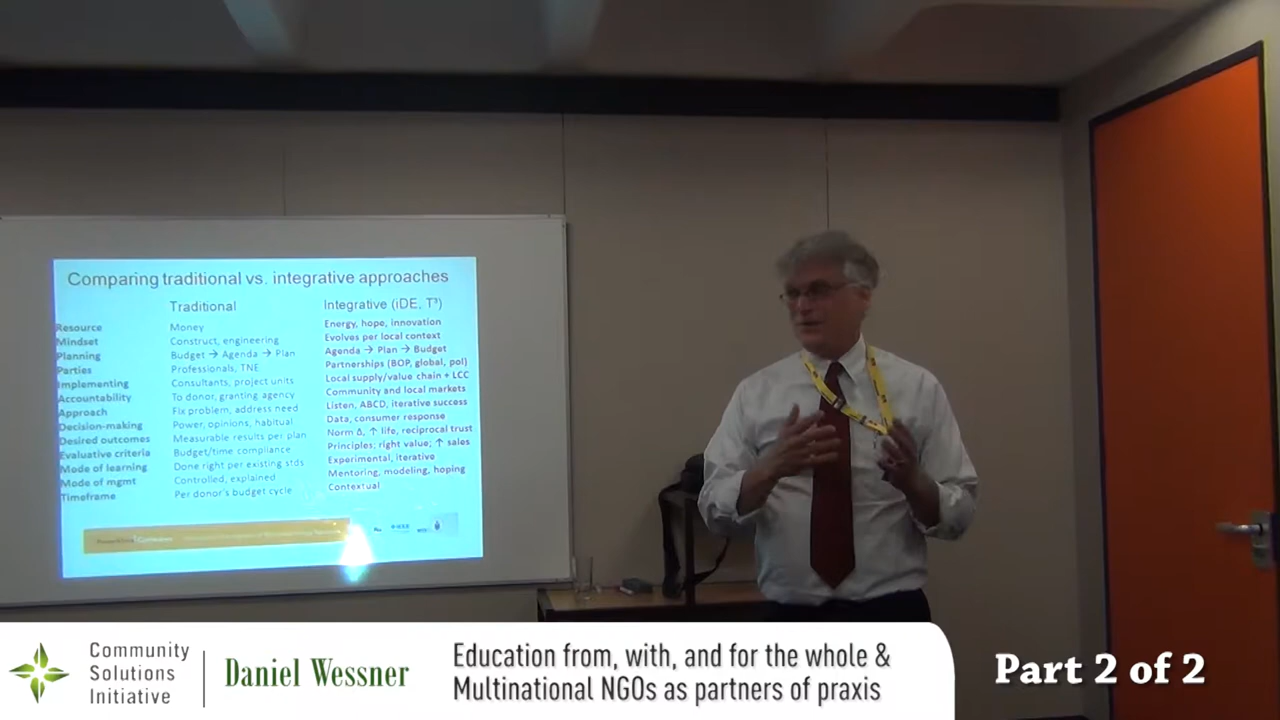 Comparing traditional vs. integrative approaches
Traditional Integrative (iDE, T³)
Resource Money Energy, hope, innovation
Mindset Construct, engineering Evolves per local context
Planning Budget → Agenda → Plan Agenda → Plan → Budget
Parties Professionals, TNE Partnerships (BOP, global, pol)
Implementing Consultants, project units Local supply/value chain + LCC
Accountability To donor, granting agency Community and local markets
Approach Fix problem, address need Listen, ABCD, iterative success
Decision-making Power, opinions, habitual Data, consumer response
Desired outcomes Measurable results per plan Norm Δ, ↑ life, reciprocal trust
Evaluative criteria Budget/time compliance Principles; right value; ↑ sales
Mode of learning Done right per existing stds Experimental, iterative
Mode of mgmt Controlled, explained Mentoring, modeling, hoping
Timeframe Per donor's budget cycle Contextual
Community
Solutions
Initiative
Daniel Wessner
Education from, with, and for the whole &
Multinational NGOs as partners of praxis
Part 2 of 2